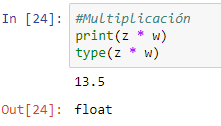 In [24]: #Multiplicación
print(z * w)
type(z * w)
13.5
Out[24]: float